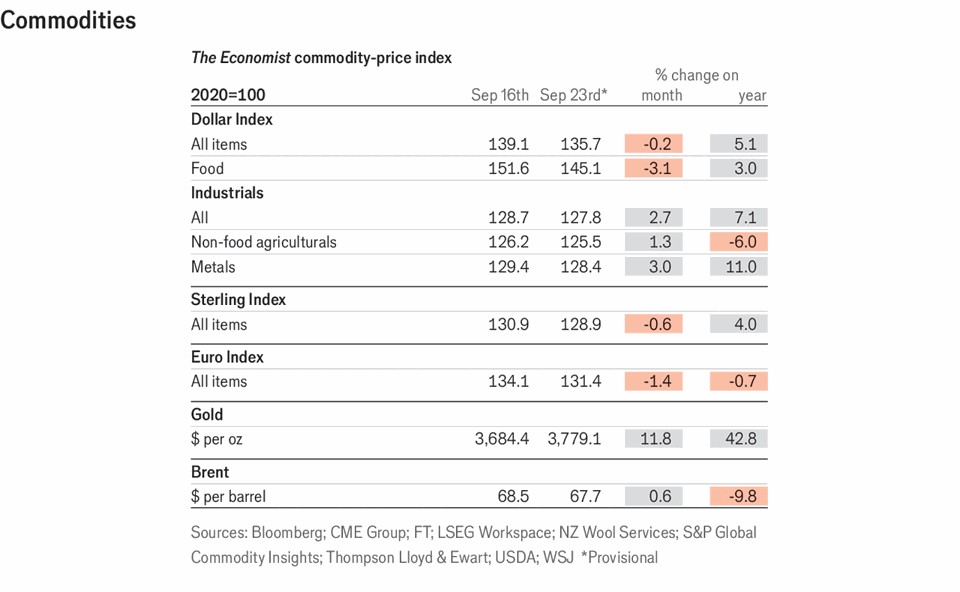 Commodities
The Economist commodity-price index
% change on
2020=100 Sep 16th Sep 23rd* month year
Dollar Index
All items 139.1 135.7 -0.2 5.1
Food 151.6 145.1 -3.1 3.0
Industrials
All 128.7 127.8 2.7 7.1
Non-food agriculturals 126.2 125.5 1.3 -6.0
Metals 129.4 128.4 3.0 11.0
Sterling Index
All items 130.9 128.9 -0.6 4.0
Euro Index
All items 134.1 131.4 -1.4 -0.7
Gold
$ per oz 3,684.4 3,779.1 11.8 42.8
Brent
$ per barrel 68.5 67.7 0.6 -9.8
Sources: Bloomberg; CME Group; FT; LSEG Workspace; NZ Wool Services; S&P Global
Commodity Insights; Thompson Lloyd & Ewart; USDA; WSJ *Provisional